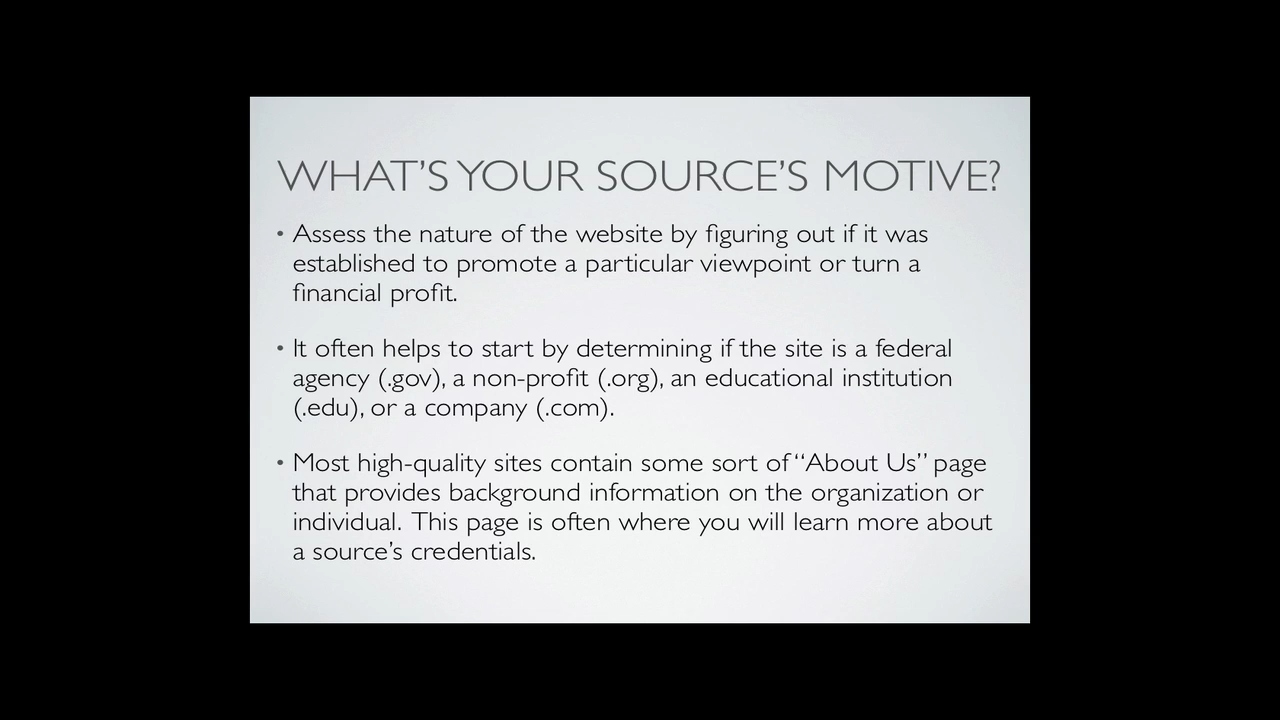 WHAT'S YOUR SOURCE'S MOTIVE?
• Assess the nature of the website by figuring out if it was
established to promote a particular viewpoint or turn a
financial profit.
• It often helps to start by determining if the site is a federal
agency (.gov), a non-profit (.org), an educational institution
(.edu), or a company (.com).
• Most high-quality sites contain some sort of “About Us” page
that provides background information on the organization or
individual. This page is often where you will learn more about
a source’s credentials.